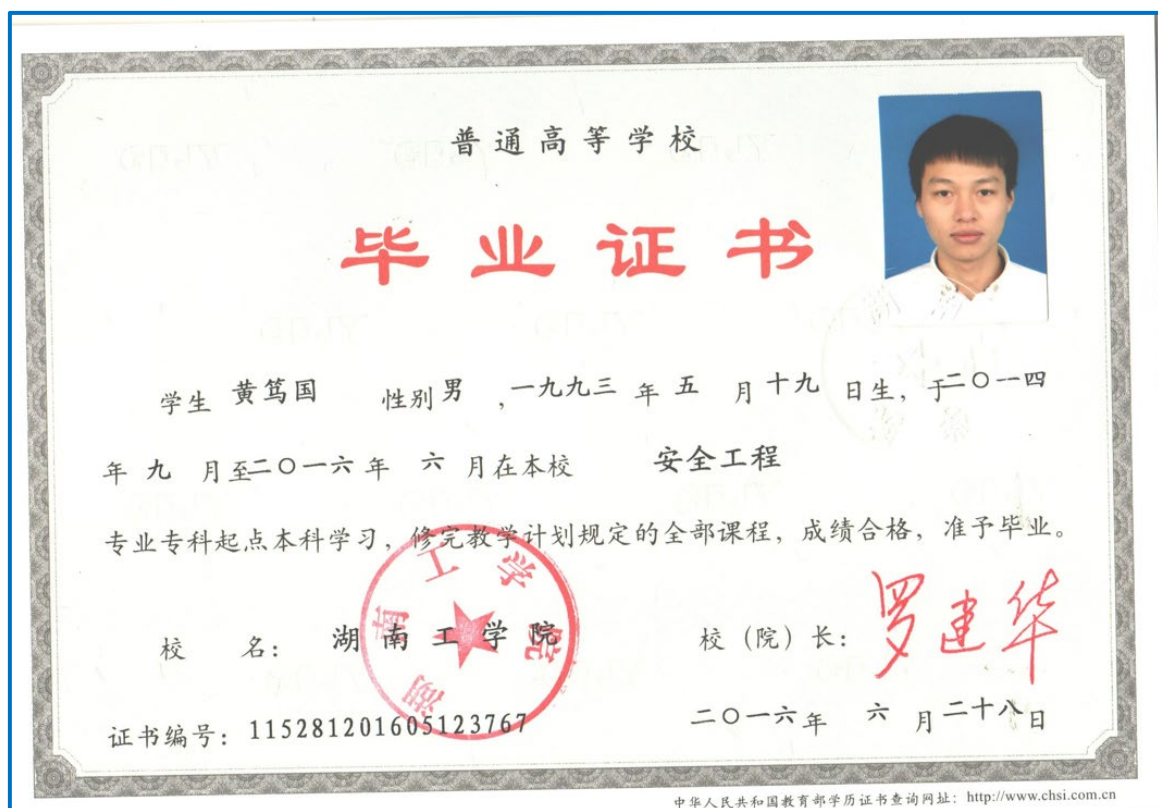 普通高等学校
毕业证书
学生 黄笃国 性别 男 ,一九九三 年 五 月 十九 日生, 于二〇一四
年 九 月至二〇一六年 六 月在本校 安全工程
专业专科起点本科学习, 修完教学计划规定的全部课程, 成绩合格, 准予毕业。
湖南工学院
校 名: 湖南工学院 校(院)长: 罗建华
证书编号: 115281201605123767 二〇一六年 六 月二十八日
中华人民共和国教育部学历证书查询网址: http://www.chsi.com.cn